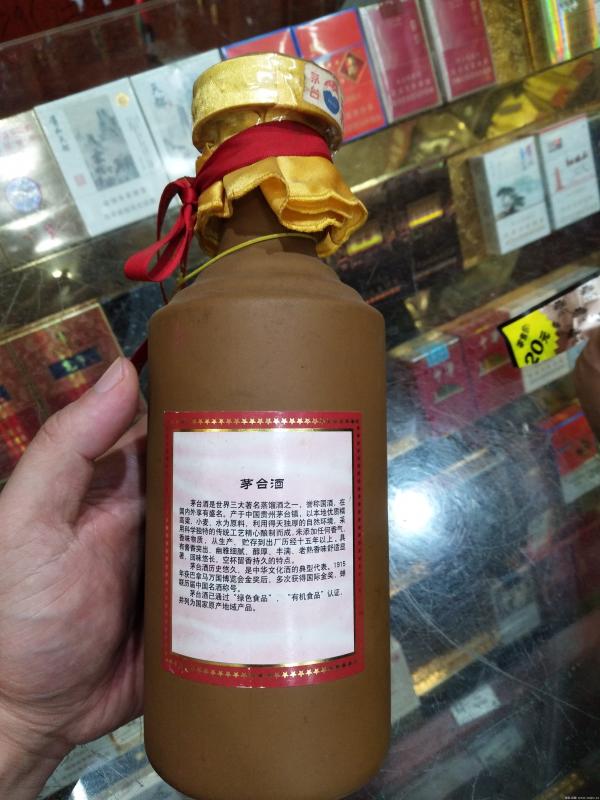 茅台
零售价
20元
茅台酒
茅台酒是世界三大著名蒸馏酒之一，誉称国酒，在
国内外享有盛名。产于中国贵州茅台镇，以本地优质糯
高粱、小麦、水为原料，利用得天独厚的自然环境，采
用科学独特的传统工艺精心酿制而成，未添加任何香气、
香味物质，从生产、贮存到出厂历经十五年以上，具
有酱香突出、幽雅细腻、醇厚、丰满、老熟香味舒适显
著，回味悠长，空杯留香持久的特点。
茅台酒历史悠久，是中华文化酒的典型代表。1915
年获巴拿马万国博览会金奖后，多次获得国际金奖，蝉
联历届中国名酒称号。
茅台酒已通过“绿色食品”、“有机食品”认证，
并列为国家原产地域产品。